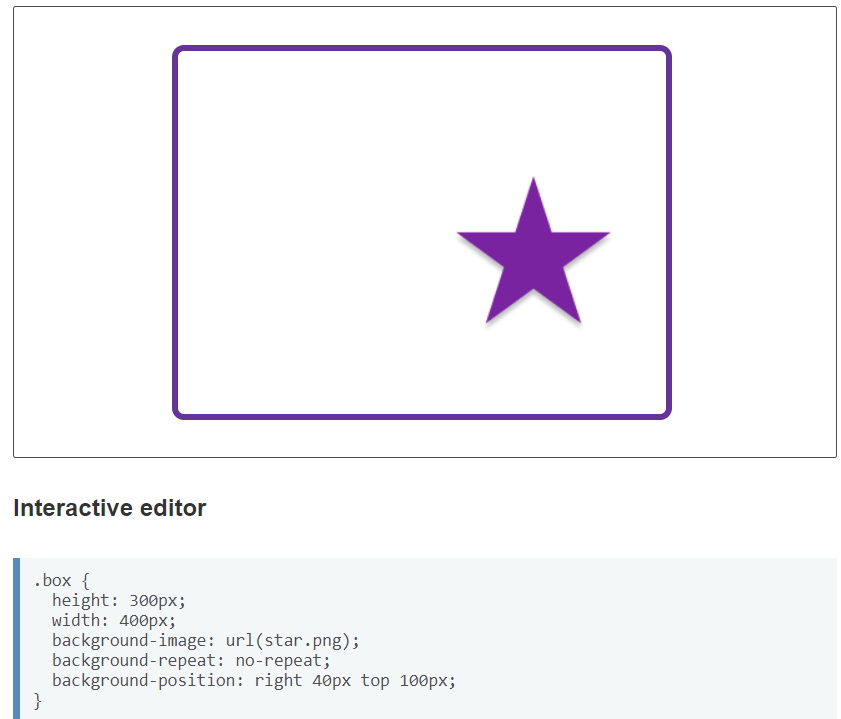 Interactive editor
.box {
  height: 300px;
  width: 400px;
  background-image: url(star.png);
  background-repeat: no-repeat;
  background-position: right 40px top 100px;
}